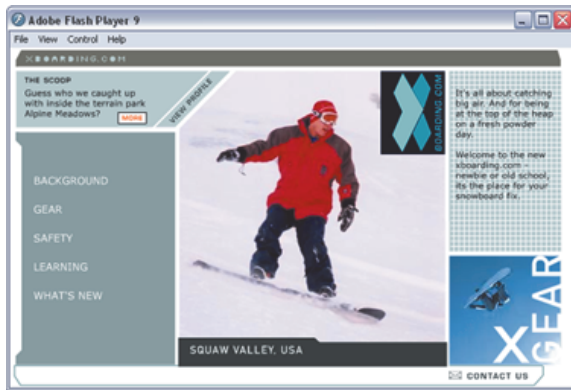 Adobe Flash Player 9
File View Control Help
XBOARDING.COM
THE SCOOP
Guess who we caught up
with inside the terrain park
Alpine Meadows?
MORE
VIEW PROFILE
BOARDING.COM
It's all about catching
big air. And for being
at the top of the heap
on a fresh powder
day.
Welcome to the new
xboarding.com –
newbie or old school,
its the place for your
snowboard fix.
BACKGROUND
GEAR
SAFETY
LEARNING
WHAT'S NEW
SQUAW VALLEY, USA
X GEAR
CONTACT US